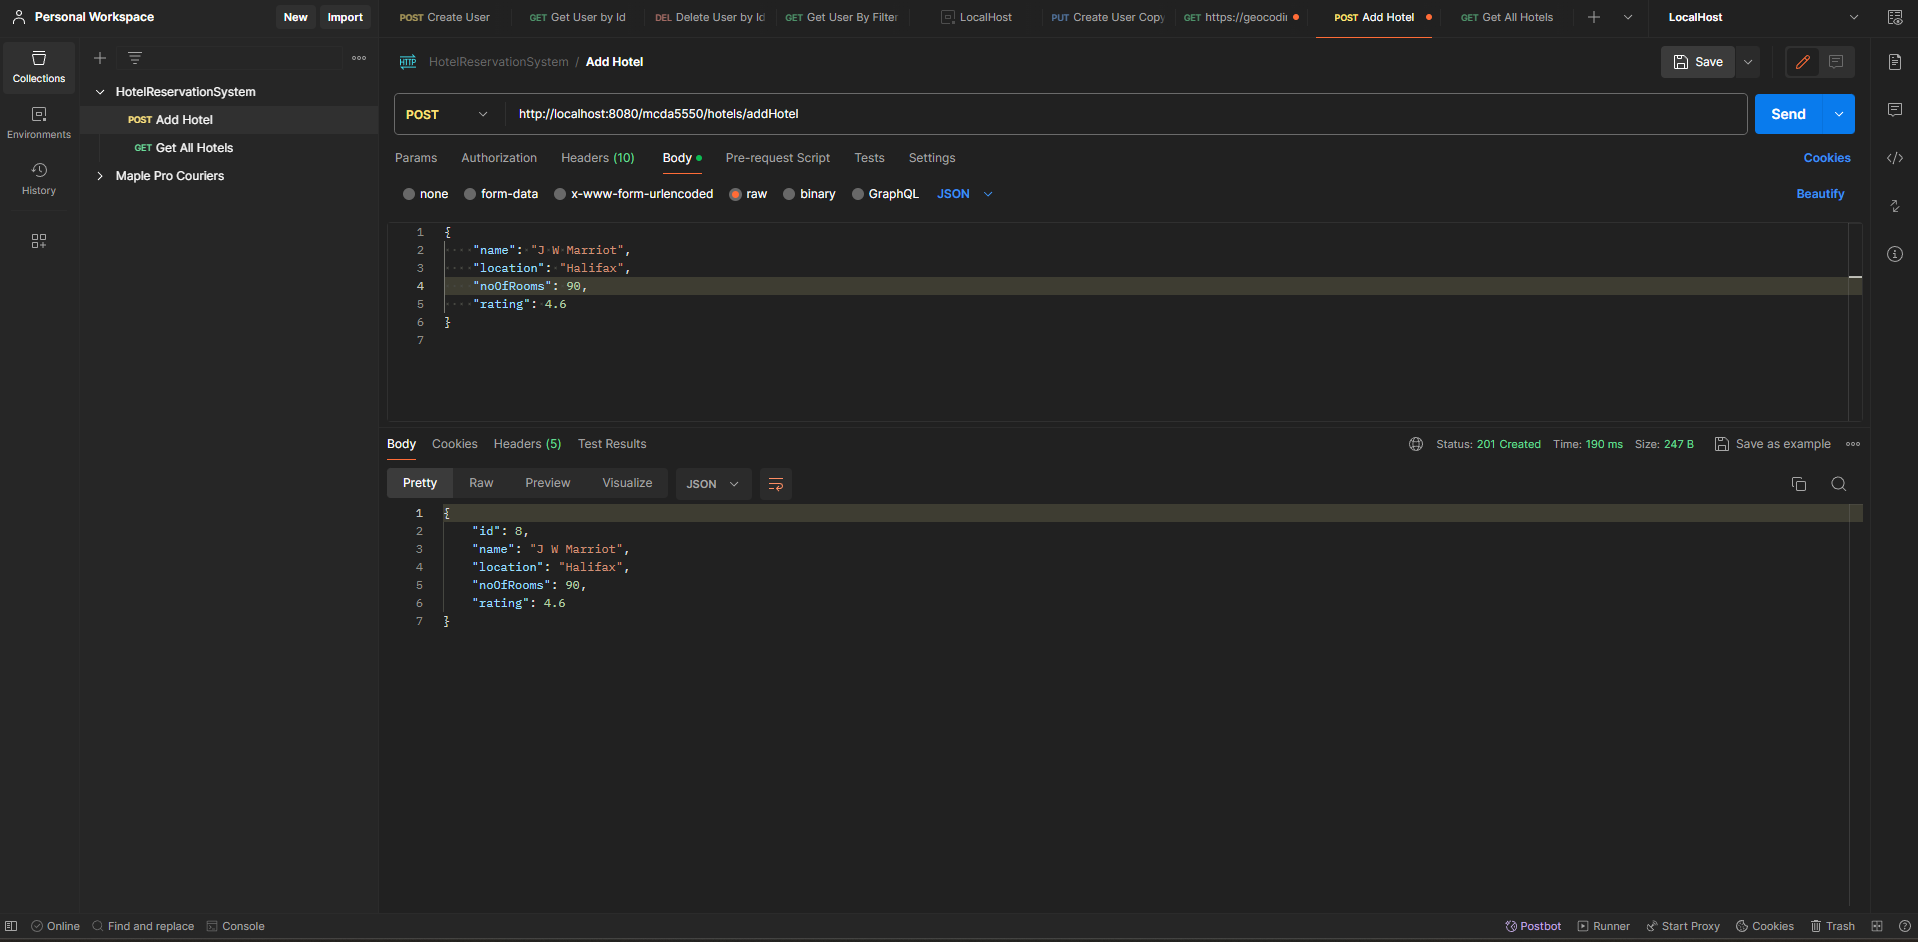 Personal Workspace New Import
POST Create User GET Get User by Id DEL Delete User by Id GET Get User By Filter LocalHost PUT Create User Copy GET https://geocodi POST Add Hotel GET Get All Hotels LocalHost
Collections
Environments
History
HotelReservationSystem
POST Add Hotel
GET Get All Hotels
Maple Pro Couriers
HTTP HotelReservationSystem / Add Hotel Save
POST http://localhost:8080/mcda5550/hotels/addHotel Send
Params Authorization Headers (10) Body Pre-request Script Tests Settings Cookies
none form-data x-www-form-urlencoded raw binary GraphQL JSON Beautify
1 {
2 "name": "J W Marriot",
3 "location": "Halifax",
4 "noOfRooms": 90,
5 "rating": 4.6
6 }
7
Body Cookies Headers (5) Test Results Status: 201 Created Time: 190 ms Size: 247 B Save as example
Pretty Raw Preview Visualize JSON
1 {
2 "id": 8,
3 "name": "J W Marriot",
4 "location": "Halifax",
5 "noOfRooms": 90,
6 "rating": 4.6
7 }
Online Find and replace Console Postbot Runner Start Proxy Cookies Trash